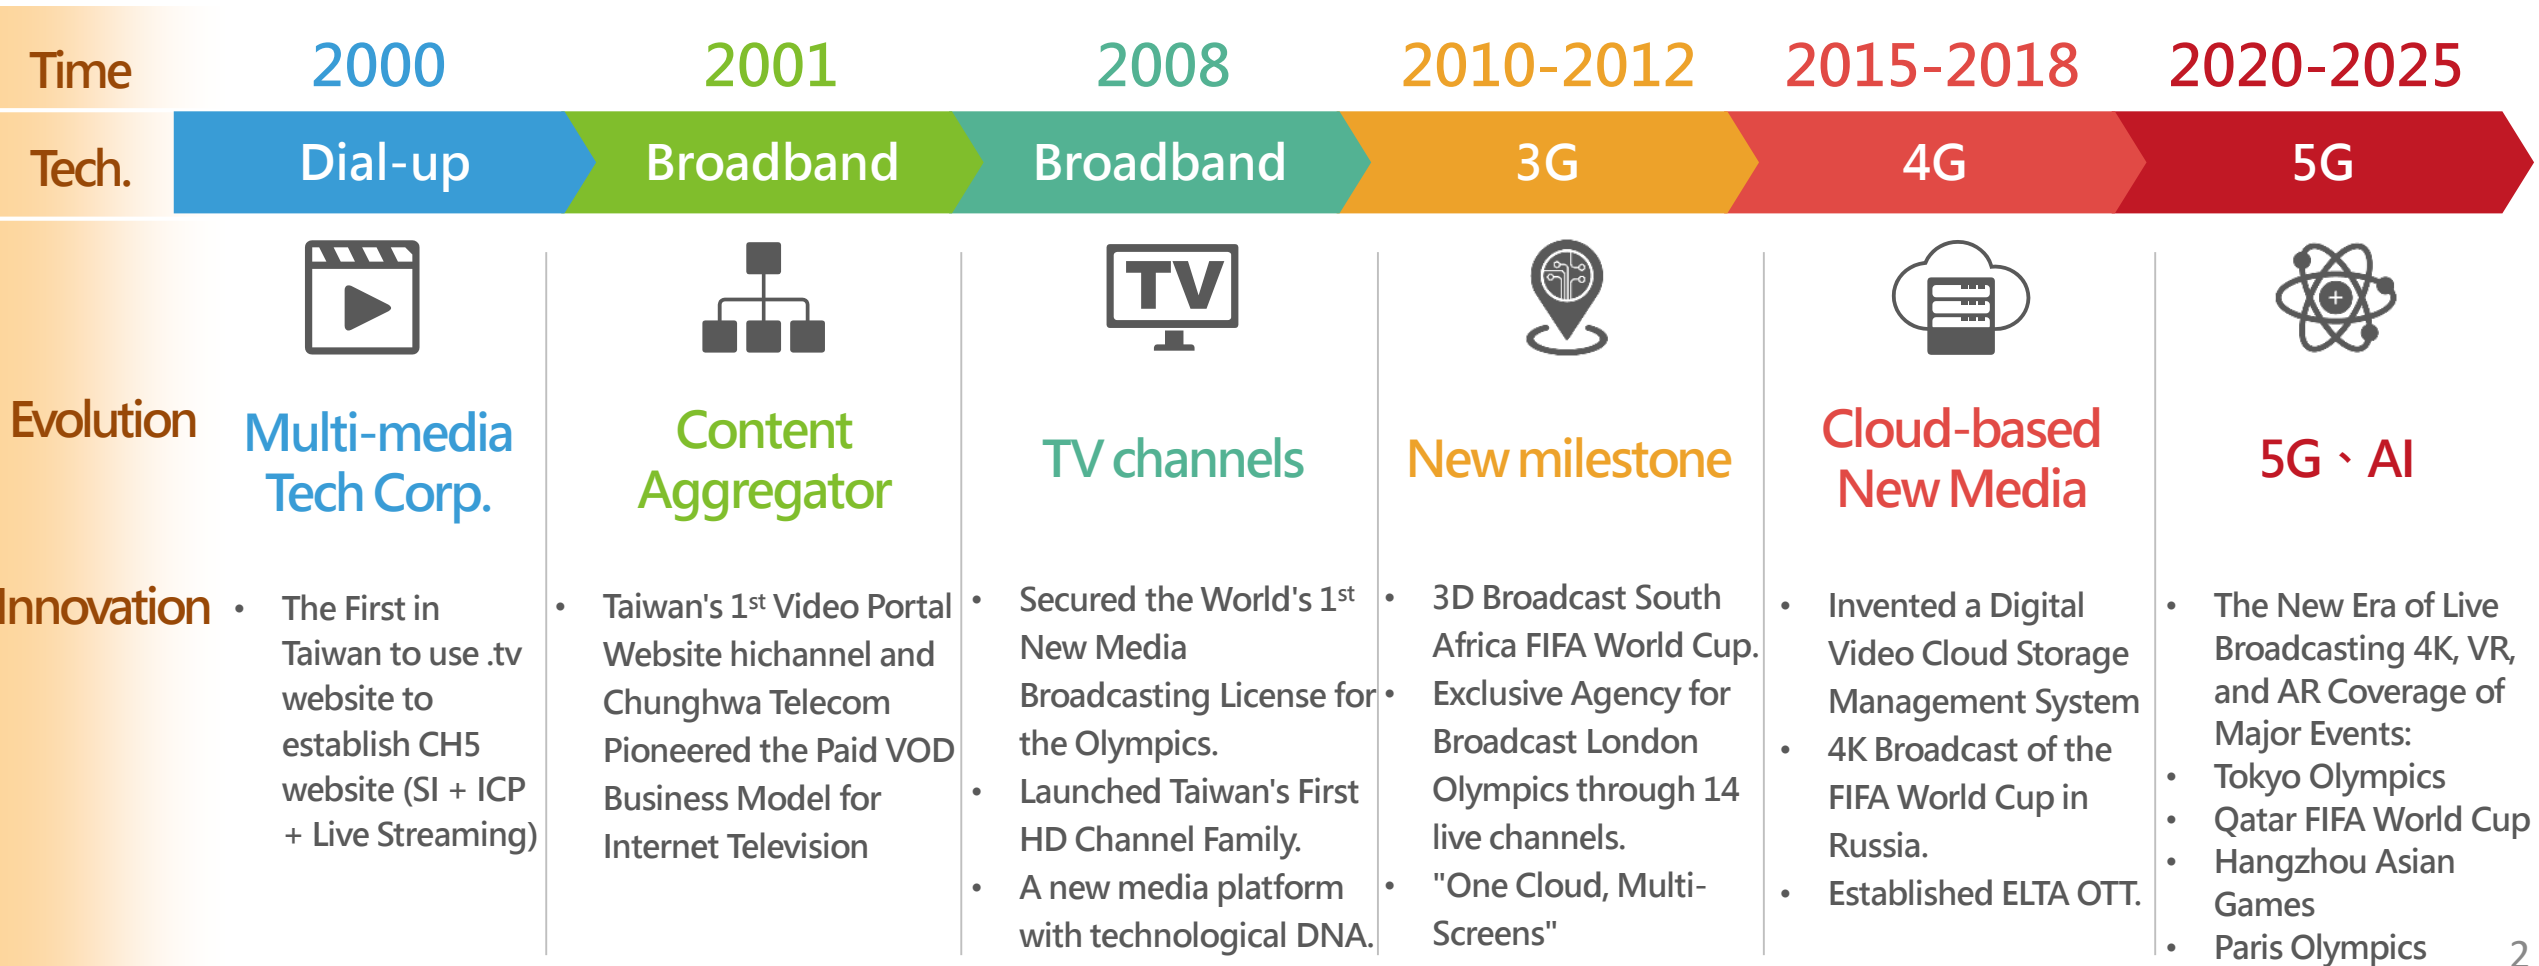 Time
2000
2001
2008
2010-2012
2015-2018
2020-2025
Tech.
Dial-up
Broadband
Broadband
3G
4G
5G
TV
Evolution
Multi-media
Tech Corp.
Content
Aggregator
TV channels
New milestone
Cloud-based
New Media
5G、AI
Innovation
• The First in
Taiwan to use .tv
website to
establish CH5
website (SI + ICP
+ Live Streaming)
• Taiwan's 1st Video Portal
Website hichannel and
Chunghwa Telecom
Pioneered the Paid VOD
Business Model for
Internet Television
• Secured the World's 1st
New Media
Broadcasting License for
the Olympics.
• Launched Taiwan's First
HD Channel Family.
• A new media platform
with technological DNA.
• 3D Broadcast South
Africa FIFA World Cup.
• Exclusive Agency for
Broadcast London
Olympics through 14
live channels.
• "One Cloud, Multi-
Screens"
• Invented a Digital
Video Cloud Storage
Management System
• 4K Broadcast of the
FIFA World Cup in
Russia.
• Established ELTA OTT.
• The New Era of Live
Broadcasting 4K, VR,
and AR Coverage of
Major Events:
• Tokyo Olympics
• Qatar FIFA World Cup
• Hangzhou Asian
Games
• Paris Olympics
2